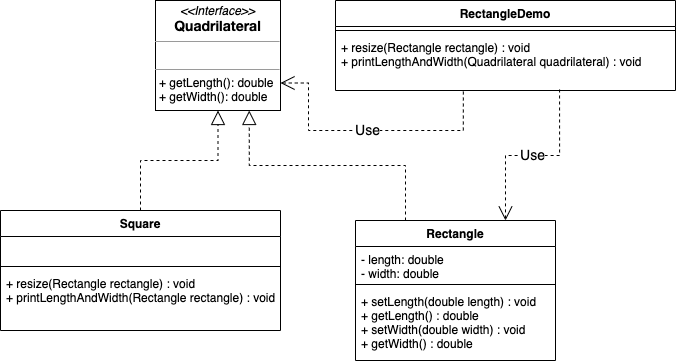 <<Interface>>
Quadrilateral
+ getLength(): double
+ getWidth(): double
RectangleDemo
+ resize(Rectangle rectangle) : void
+ printLengthAndWidth(Quadrilateral quadrilateral) : void
Use
Use
Square
+ resize(Rectangle rectangle) : void
+ printLengthAndWidth(Rectangle rectangle) : void
Rectangle
- length: double
- width: double
+ setLength(double length) : void
+ getLength() : double
+ setWidth(double width) : void
+ getWidth() : double